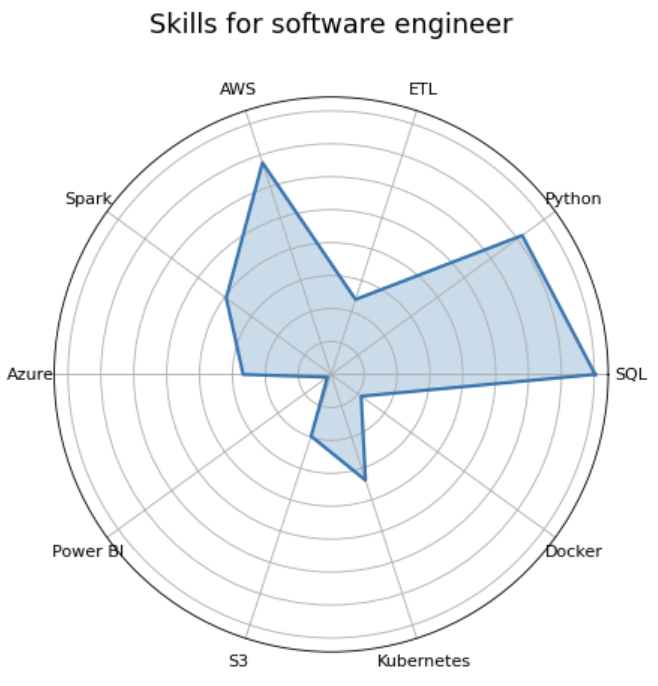 Skills for software engineer
AWS
ETL
Spark
Python
Azure
SQL
Power BI
Docker
S3
Kubernetes